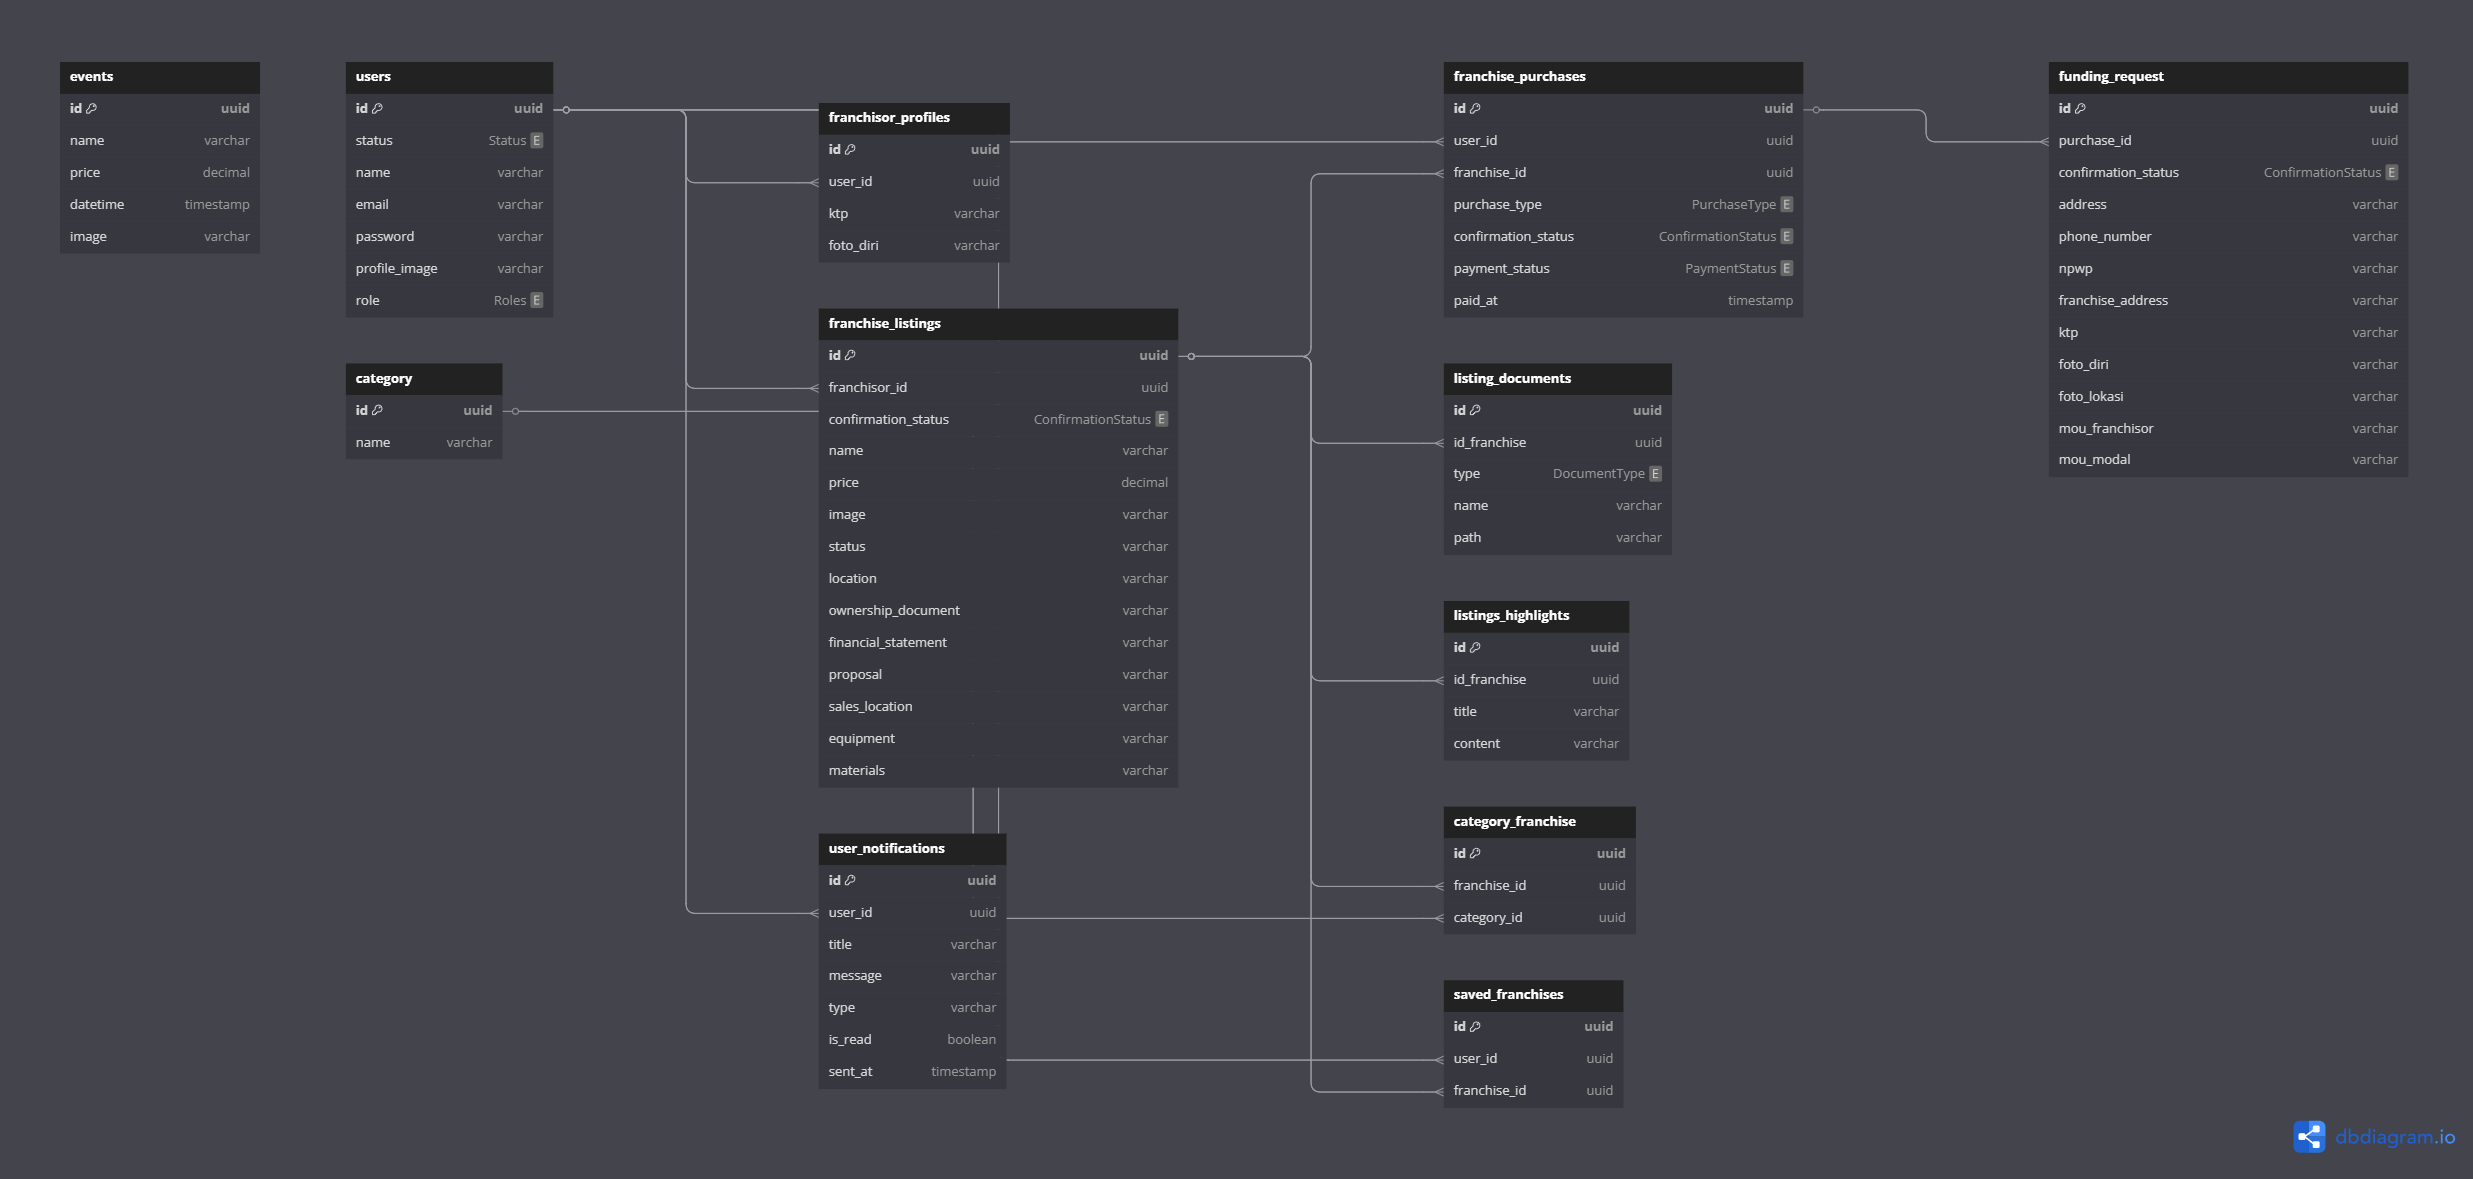 events
id uuid
name varchar
price decimal
datetime timestamp
image varchar
users
id uuid
status Status E
name varchar
email varchar
password varchar
profile_image varchar
role Roles E
category
id uuid
name varchar
franchisor_profiles
id uuid
user_id uuid
ktp varchar
foto_diri varchar
franchise_listings
id uuid
franchisor_id uuid
confirmation_status ConfirmationStatus E
name varchar
price decimal
image varchar
status varchar
location varchar
ownership_document varchar
financial_statement varchar
proposal varchar
sales_location varchar
equipment varchar
materials varchar
user_notifications
id uuid
user_id uuid
title varchar
message varchar
type varchar
is_read boolean
sent_at timestamp
franchise_purchases
id uuid
user_id uuid
franchise_id uuid
purchase_type PurchaseType E
confirmation_status ConfirmationStatus E
payment_status PaymentStatus E
paid_at timestamp
listing_documents
id uuid
id_franchise uuid
type DocumentType E
name varchar
path varchar
listings_highlights
id uuid
id_franchise uuid
title varchar
content varchar
category_franchise
id uuid
franchise_id uuid
category_id uuid
saved_franchises
id uuid
user_id uuid
franchise_id uuid
funding_request
id uuid
purchase_id uuid
confirmation_status ConfirmationStatus E
address varchar
phone_number varchar
npwp varchar
franchise_address varchar
ktp varchar
foto_diri varchar
foto_lokasi varchar
mou_franchisor varchar
mou_modal varchar
dbdiagram.io